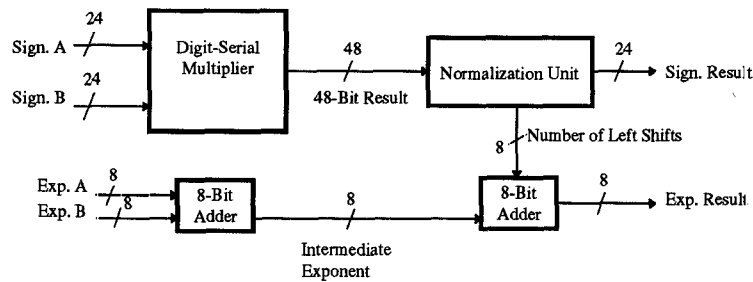 24
Sign. A
24
Sign. B
Digit-Serial
Multiplier
48
48-Bit Result
Normalization Unit
24
Sign. Result
8
Number of Left Shifts
Exp. A
8
Exp. B
8
8-Bit
Adder
8
Intermediate
Exponent
8-Bit
Adder
8
Exp. Result